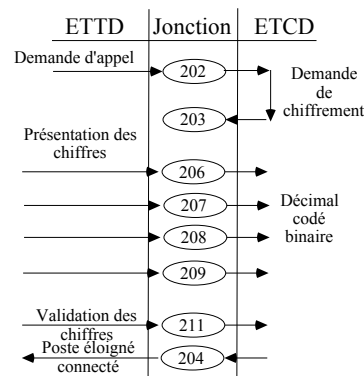 ETTD Jonction ETCD
Demande d'appel
202
Demande
de
chiffrement
203
Présentation des
chiffres
206
207
Décimal
codé
binaire
208
209
Validation des
chiffres
211
Poste éloigné
connecté
204